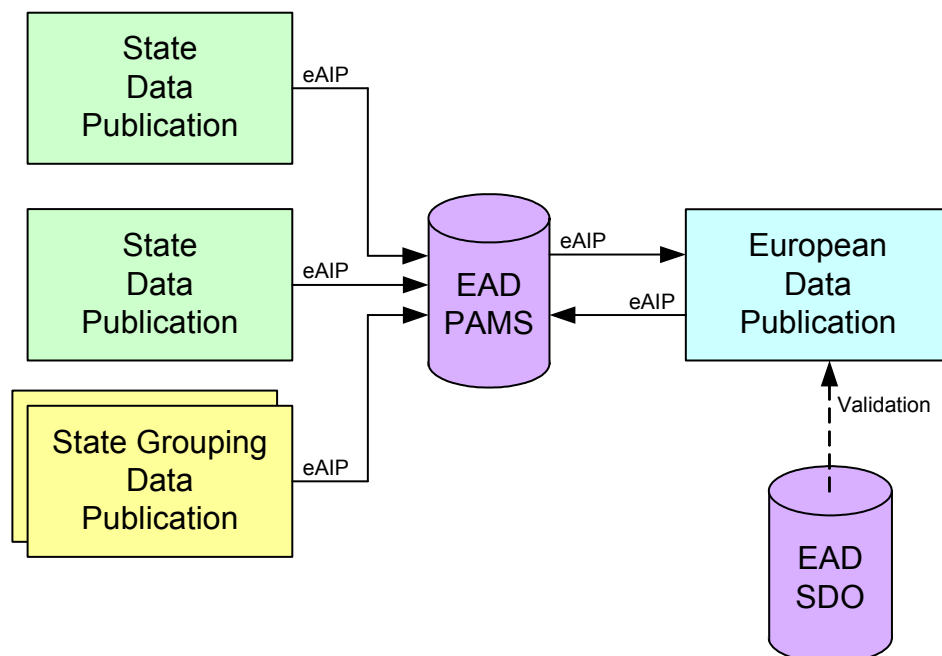 State
Data
Publication
eAIP
State
Data
Publication
eAIP
State Grouping
Data
Publication
eAIP
EAD
PAMS
eAIP
eAIP
European
Data
Publication
Validation
EAD
SDO